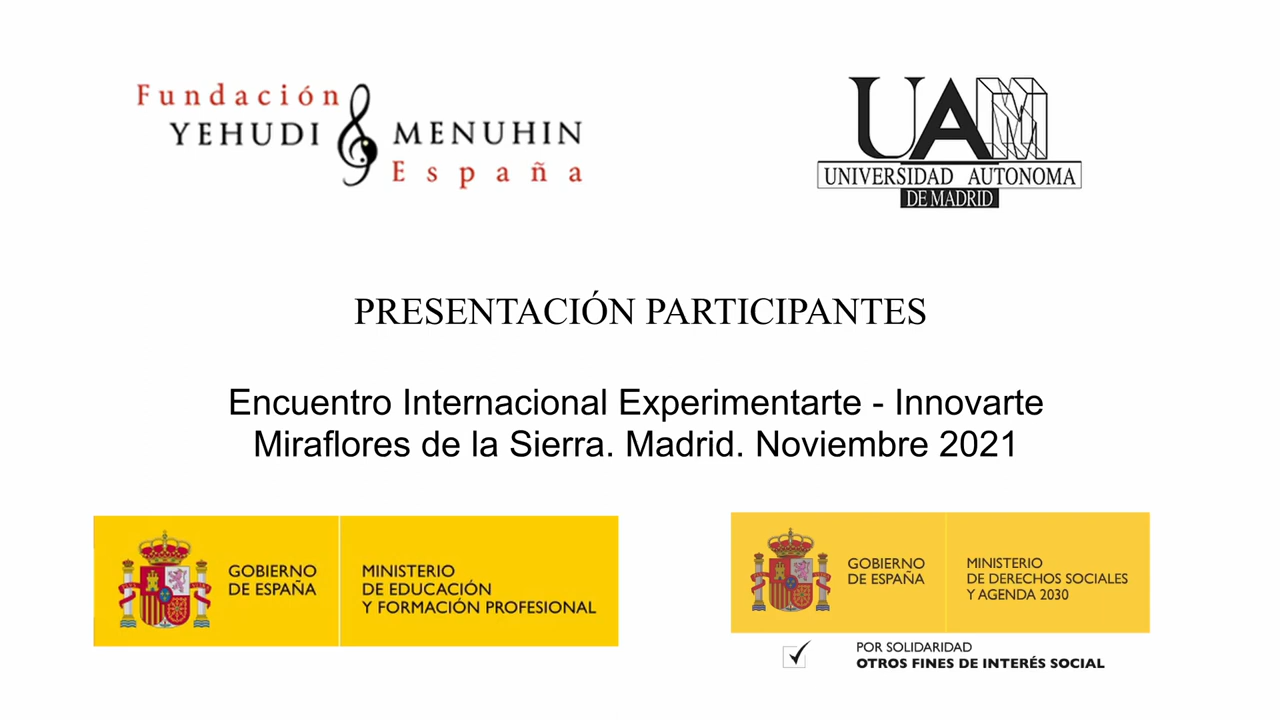 Fundación
YEHUDI MENUHIN
España
UAM
UNIVERSIDAD AUTONOMA
DE MADRID
PRESENTACIÓN PARTICIPANTES
Encuentro Internacional Experimentarte - Innovarte
Miraflores de la Sierra. Madrid. Noviembre 2021
GOBIERNO
DE ESPAÑA
MINISTERIO
DE EDUCACIÓN
Y FORMACIÓN PROFESIONAL
GOBIERNO
DE ESPAÑA
MINISTERIO
DE DERECHOS SOCIALES
Y AGENDA 2030
POR SOLIDARIDAD
OTROS FINES DE INTERÉS SOCIAL